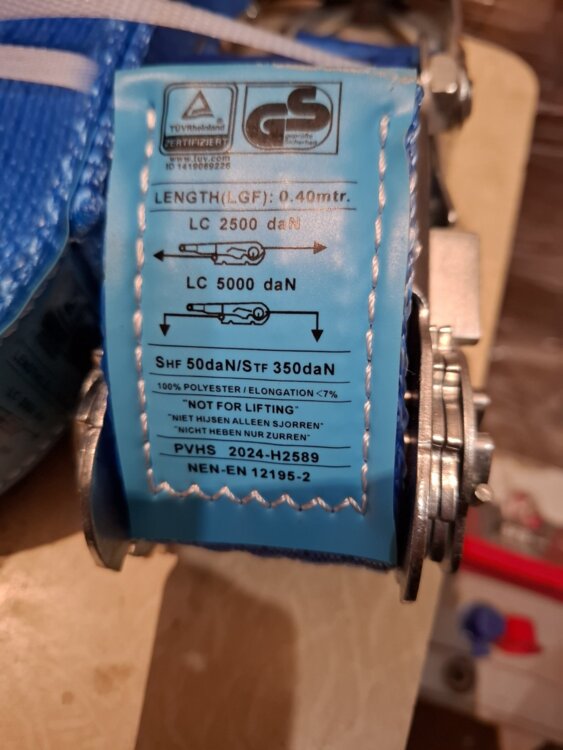 TÜVRheinland
ZERTIFIZIERT
www.tuv.com
ID 1419069226
GS
geprüfte
Sicherheit
LENGTH(LGF): 0.40mtr.
LC 2500 daN
LC 5000 daN
SHF 50daN/STF 350daN
100% POLYESTER / ELONGATION <7%
"NOT FOR LIFTING"
"NIET HIJSEN ALLEEN SJORREN"
"NICHT HEBEN NUR ZURREN"
PVHS 2024-H2589
NEN-EN 12195-2